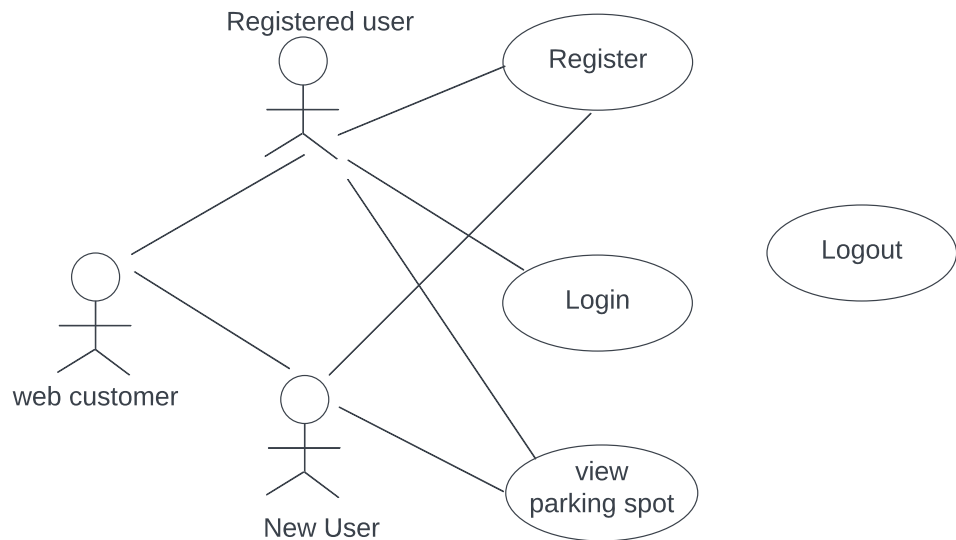 Registered user
Register
Logout
Login
web customer
view
parking spot
New User